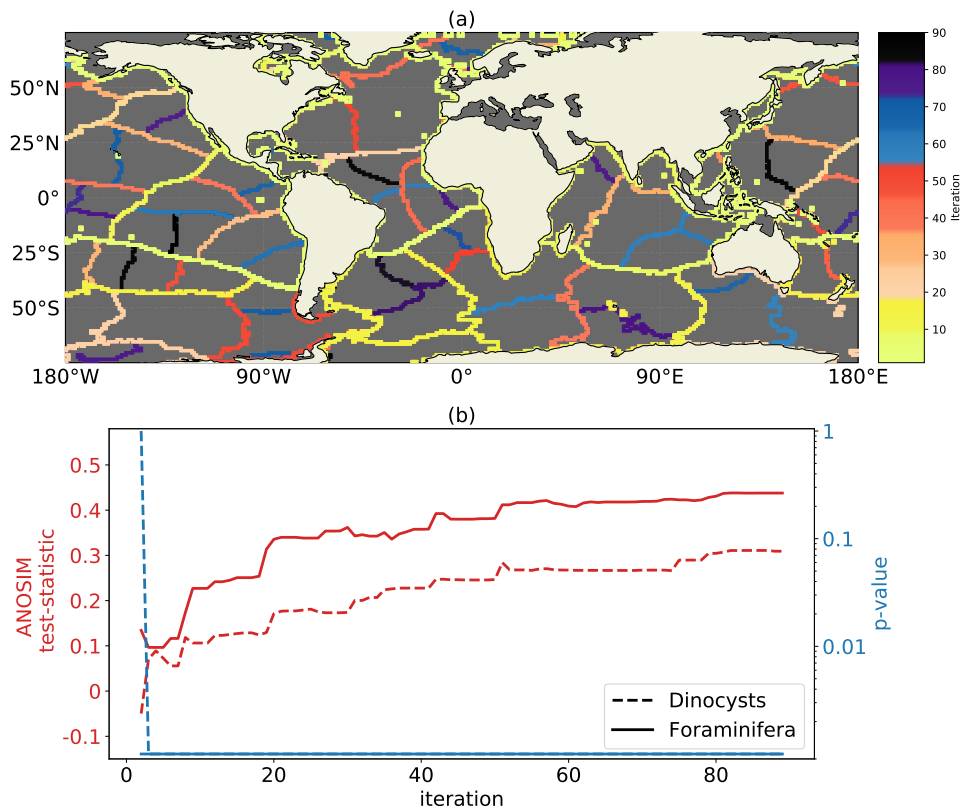 (a)
50°N
25°N
0°
25°S
50°S
180°W
90°W
0°
90°E
180°E
90
80
70
60
50
40
30
20
10
Iteration
(b)
0.5
0.4
0.3
0.2
0.1
0
-0.1
ANOSIM
test-statistic
1
0.1
0.01
p-value
Dinocysts
Foraminifera
0
20
40
60
80
iteration